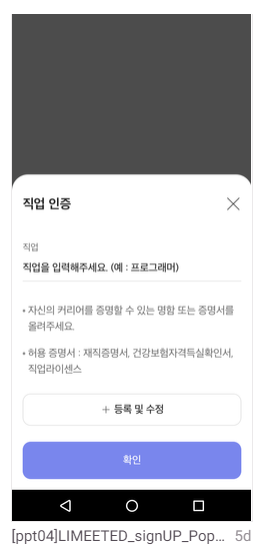 직업 인증
직업
직업을 입력해주세요. (예 : 프로그래머)
• 자신의 커리어를 증명할 수 있는 명함 또는 증명서를
올려주세요.
• 허용 증명서 : 재직증명서, 건강보험자격득실확인서,
직업라이센스
+ 등록 및 수정
확인
[ppt04]LIMEETED_signUP_Pop... 5d